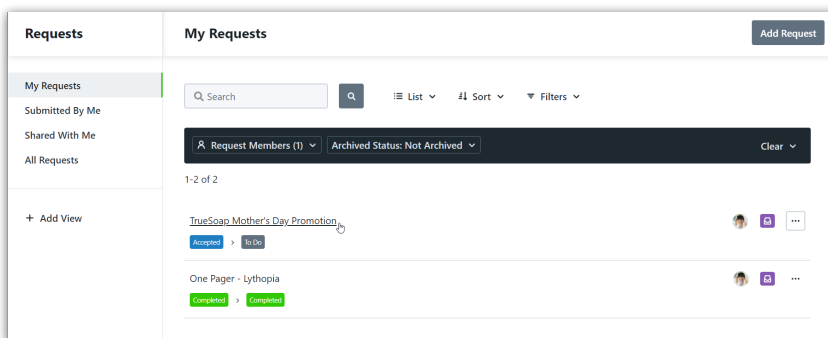 Requests
My Requests
Add Request
My Requests
Submitted By Me
Shared With Me
All Requests
+ Add View
Search
List
Sort
Filters
Request Members (1)
Archived Status: Not Archived
Clear
1-2 of 2
TrueSoap Mother's Day Promotion
Accepted > To Do
One Pager - Lythopia
Completed > Completed